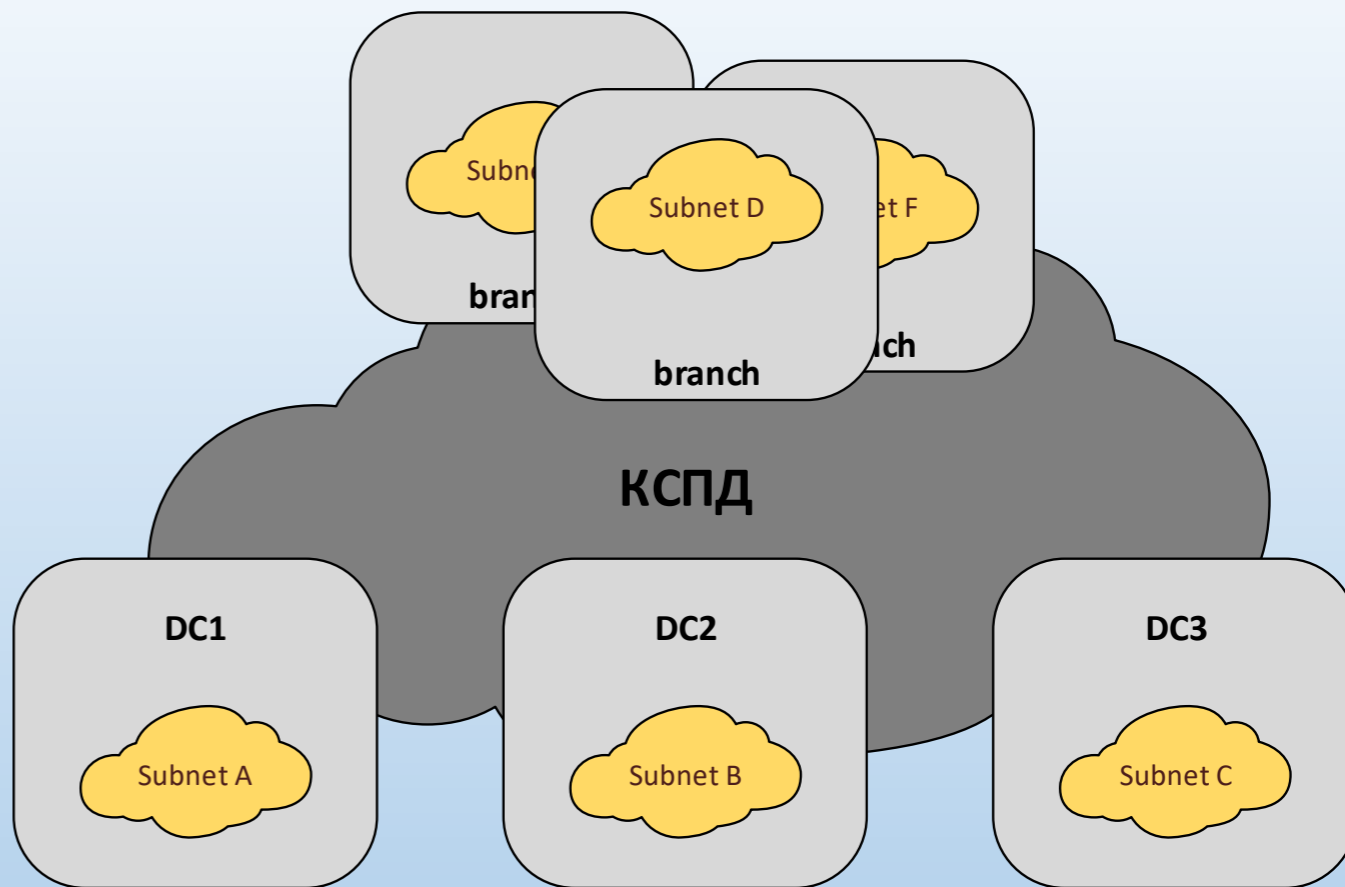 Subnet D
branch
КСПД
DC1
DC2
DC3
Subnet A
Subnet B
Subnet C